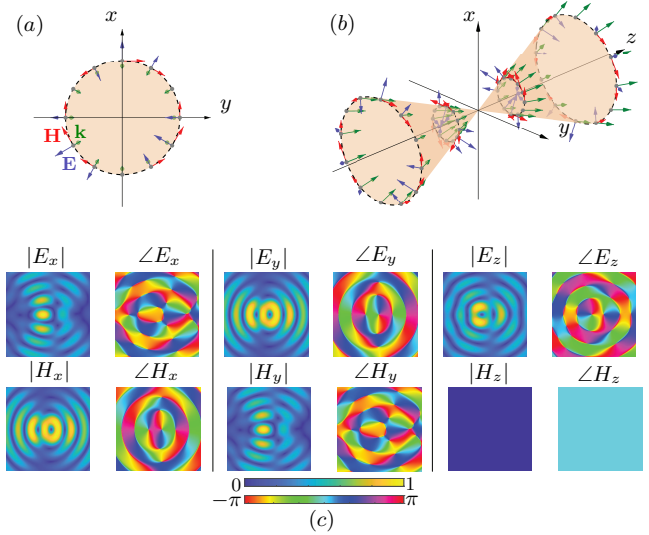 (a)
x
y
H
k
E
(b)
x
z
y
|E_x| ∠E_x |E_y| ∠E_y |E_z| ∠E_z
|H_x| ∠H_x |H_y| ∠H_y |H_z| ∠H_z
0 1
−π π
(c)